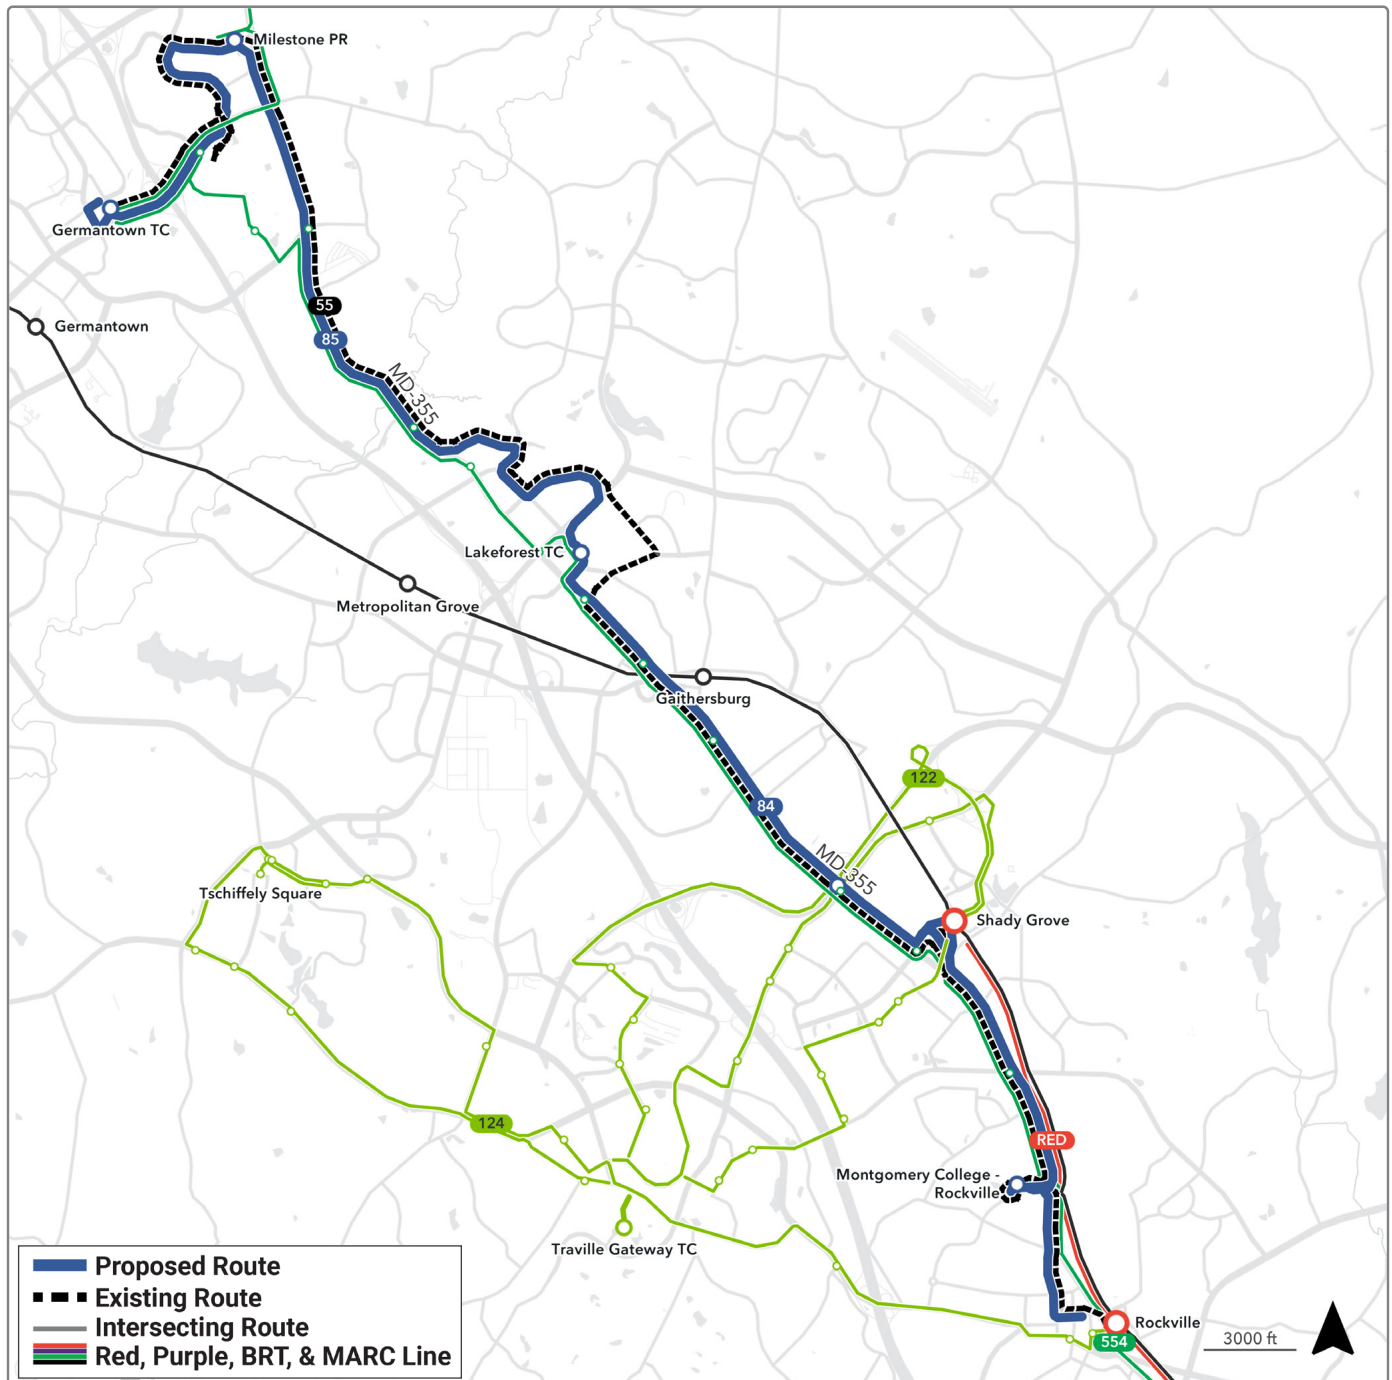 Milestone PR
Germantown TC
55
Germantown
85
MD-355
Lakeforest TC
Metropolitan Grove
Gaithersburg
122
84
MD-355
Tschiffely Square
Shady Grove
124
RED
Montgomery College -
Rockville
Traville Gateway TC
Proposed Route
Existing Route
Intersecting Route
Red, Purple, BRT, & MARC Line
Rockville
3000 ft
554